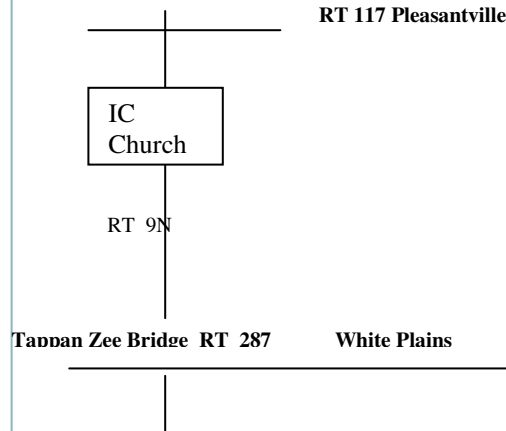 RT 117 Pleasantville
IC
Church
RT 9N
Tappan Zee Bridge RT 287 White Plains